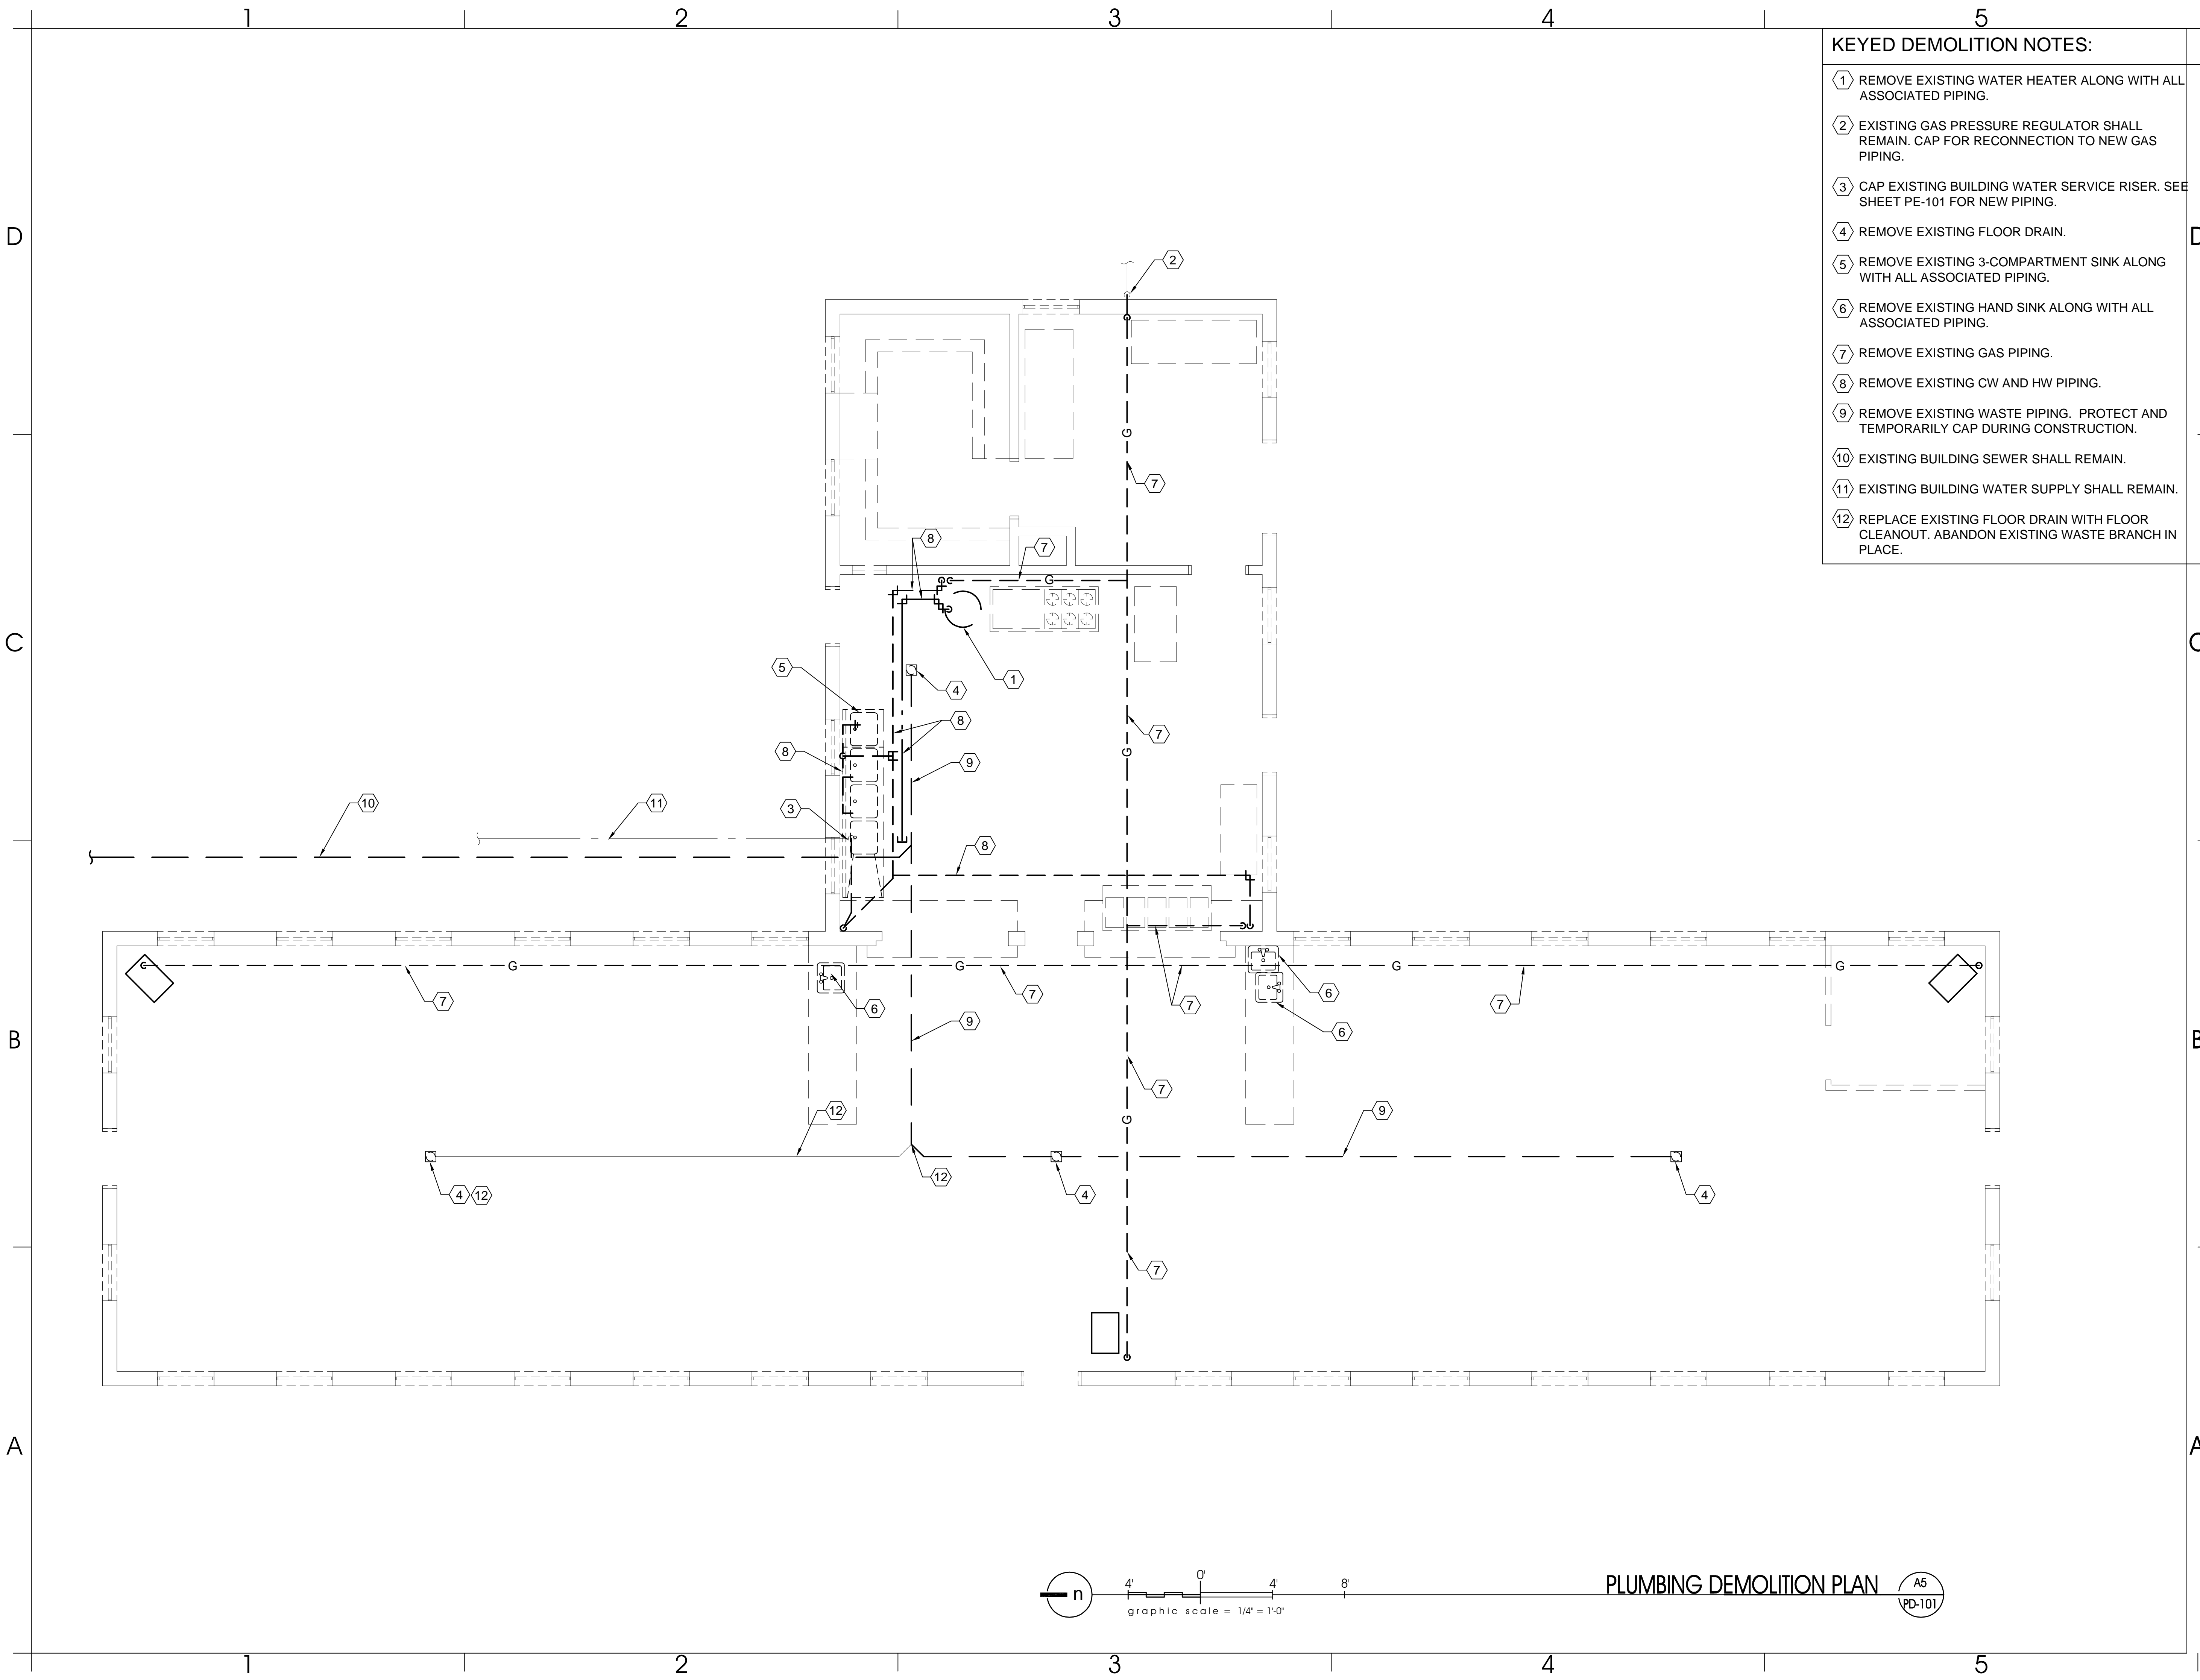 1 2 3 4 5
KEYED DEMOLITION NOTES:
1 REMOVE EXISTING WATER HEATER ALONG WITH ALL
ASSOCIATED PIPING.
2 EXISTING GAS PRESSURE REGULATOR SHALL
REMAIN. CAP FOR RECONNECTION TO NEW GAS
PIPING.
3 CAP EXISTING BUILDING WATER SERVICE RISER. SEE
SHEET PE-101 FOR NEW PIPING.
4 REMOVE EXISTING FLOOR DRAIN.
5 REMOVE EXISTING 3-COMPARTMENT SINK ALONG
WITH ALL ASSOCIATED PIPING.
6 REMOVE EXISTING HAND SINK ALONG WITH ALL
ASSOCIATED PIPING.
7 REMOVE EXISTING GAS PIPING.
8 REMOVE EXISTING CW AND HW PIPING.
9 REMOVE EXISTING WASTE PIPING. PROTECT AND
TEMPORARILY CAP DURING CONSTRUCTION.
10 EXISTING BUILDING SEWER SHALL REMAIN.
11 EXISTING BUILDING WATER SUPPLY SHALL REMAIN.
12 REPLACE EXISTING FLOOR DRAIN WITH FLOOR
CLEANOUT. ABANDON EXISTING WASTE BRANCH IN
PLACE.
D
2
G
7
8
7
G
C
5
1
4
8
7
8
G
9
10
11
3
8
G G G G
7
6
7
7
6
7
9
6
B
7
12
9
G
12
4 12
4
4
7
A
n
4' 0' 4' 8'
graphic scale = 1/4" = 1'-0"
PLUMBING DEMOLITION PLAN
A5
PD-101
1 2 3 4 5